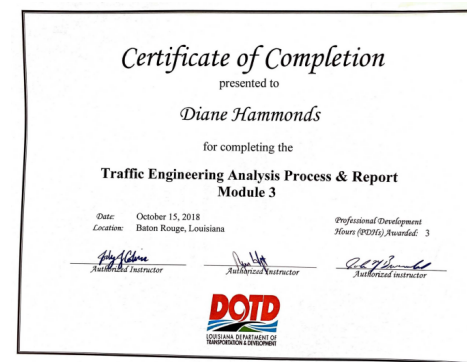 Certificate of Completion
presented to
Diane Hammonds
for completing the
Traffic Engineering Analysis Process & Report
Module 3
Date: October 15, 2018
Location: Baton Rouge, Louisiana
Professional Development
Hours (PDHs) Awarded: 3
Authorized Instructor
Authorized Instructor
Authorized instructor
DOTD
LOUISIANA DEPARTMENT OF
TRANSPORTATION & DEVELOPMENT